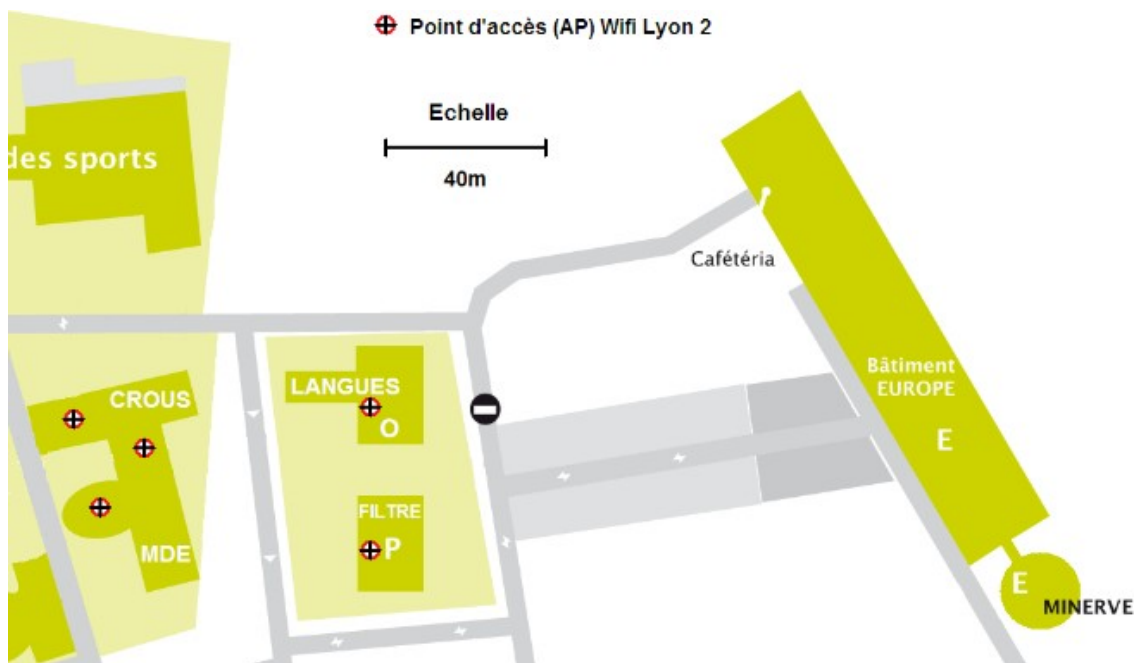 Point d'accès (AP) Wifi Lyon 2
Echelle
40m
des sports
Cafétéria
Bâtiment
EUROPE
E
CROUS
LANGUES
O
FILTRE
P
MDE
E
MINERVE